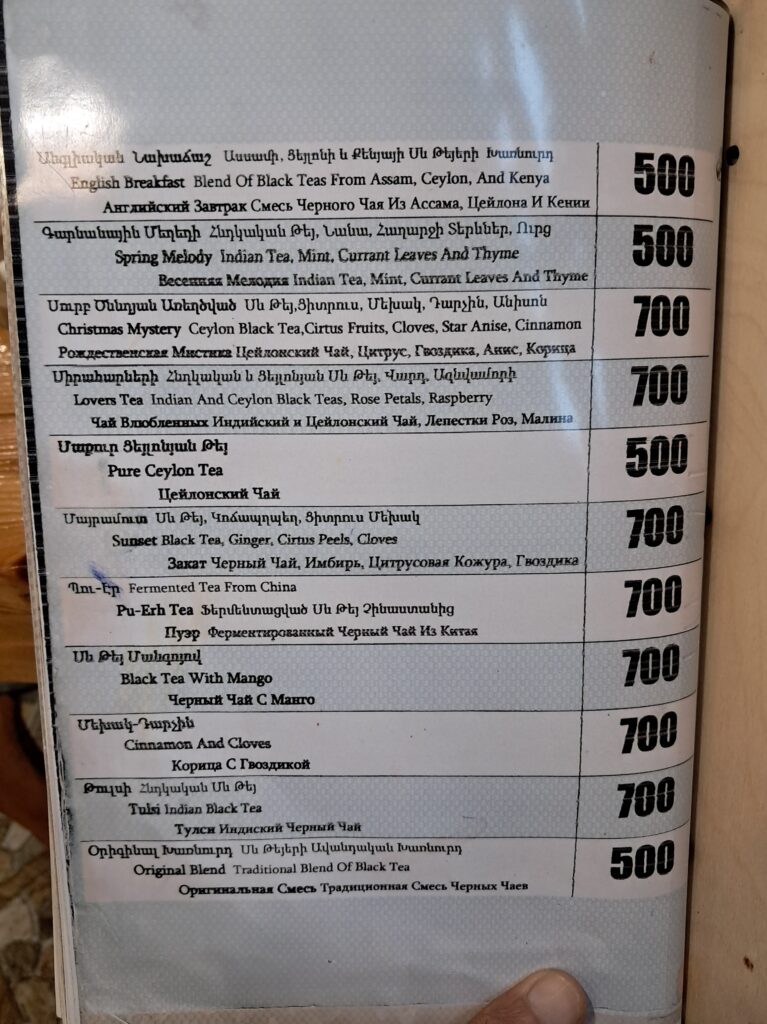 Անգլիական Նախաճաշ Ասսամի, Ցեյլոնի և Քենյայի Սև Թեյերի Խառնուրդ
English Breakfast Blend Of Black Teas From Assam, Ceylon, And Kenya
500
Английский Завтрак Смесь Черного Чая Из Ассама, Цейлона И Кении
Գարնանային Մեղեդի Հնդկական Թեյ, Նանա, Հաղարջի Տերևներ, Ուրց
Spring Melody Indian Tea, Mint, Currant Leaves And Thyme
500
Весенняя Мелодия Indian Tea, Mint, Currant Leaves And Thyme
Սուրբ Ծննդյան Առեղծված Սև Թեյ,Ցիտրուս, Մեխակ, Դարչին, Անիսոն
Christmas Mystery Ceylon Black Tea,Cirtus Fruits, Cloves, Star Anise, Cinnamon
700
Рождественская Мистика Цейлонский Чай, Цитрус, Гвоздика, Анис, Корица
Սիրահարների Հնդկական և Ցեյլոնյան Սև Թեյ, Վարդ, Ազնվամորի
Lovers Tea Indian And Ceylon Black Teas, Rose Petals, Raspberry
700
Чай Влюбленных Индийский и Цейлонский Чай, Лепестки Роз, Малина
Մաքուր Ցեյլոնյան Թեյ
Pure Ceylon Tea
500
Цейлонский Чай
Մայրամուտ Սև Թեյ, Կոճապղպեղ, Ցիտրուս Մեխակ
Sunset Black Tea, Ginger, Cirtus Peels, Cloves
700
Закат Черный Чай, Имбирь, Цитрусовая Кожура, Гвоздика
Պու-Էր Fermented Tea From China
Pu-Erh Tea Ֆերմենտացված Սև Թեյ Չինաստանից
700
Пуэр Ферментированный Черный Чай Из Китая
Սև Թեյ Մանգոյով
Black Tea With Mango
700
Черный Чай С Манго
Մեխակ-Դարչին
Cinnamon And Cloves
700
Корица С Гвоздикой
Թուլսի Հնդկական Սև Թեյ
Tulsi Indian Black Tea
700
Тулси Индиский Черный Чай
Օրիգինալ Խառնուրդ Սև Թեյերի Ավանդական Խառնուրդ
Original Blend Traditional Blend Of Black Tea
500
Оригинальная Смесь Традиционная Смесь Черных Чаев